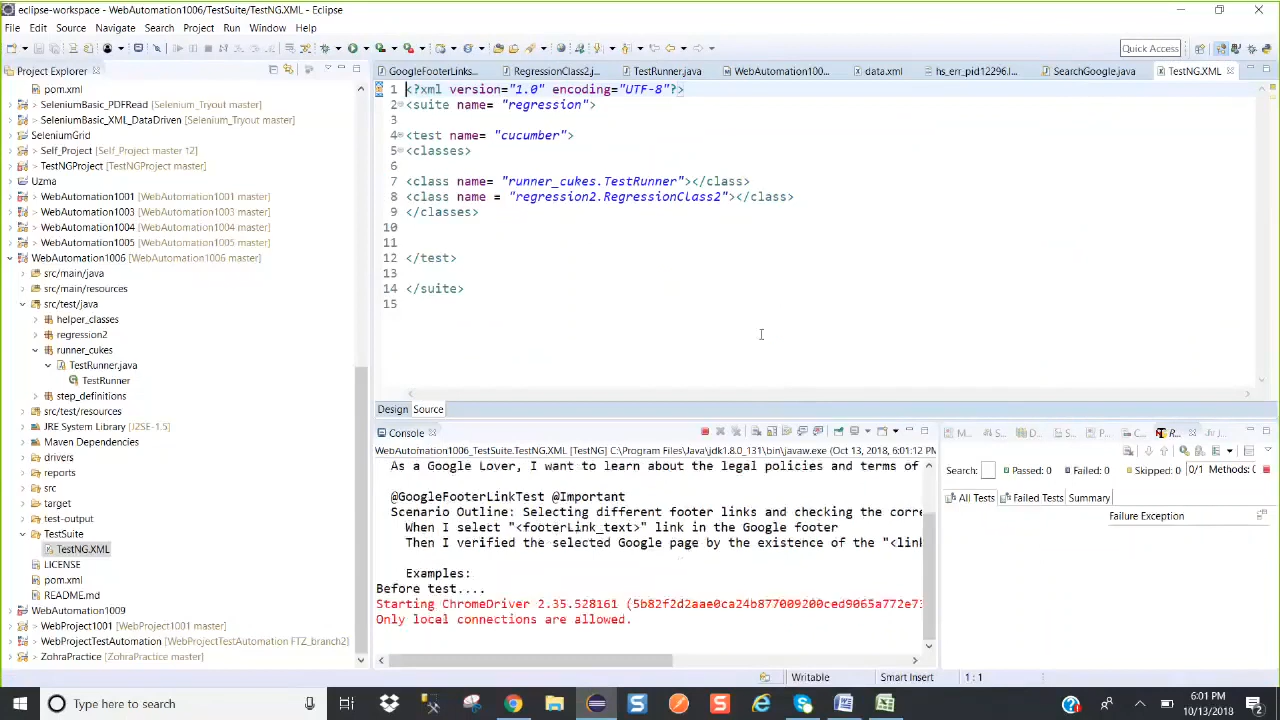 eclipse-workspace - WebAutomation1006/TestSuite/TestNG.XML - Eclipse
File Edit Source Navigate Search Project Run Window Help
Quick Access
Project Explorer
pom.xml
> SeleniumBasic_PDFRead [Selenium_Tryout master]
> SeleniumBasic_XML_DataDriven [Selenium_Tryout master]
SeleniumGrid
> Self_Project [Self_Project master 12]
> TestNGProject [TestNGProject master]
Uzma
> WebAutomation1001 [WebAutomation1001 master]
> WebAutomation1003 [WebAutomation1003 master]
> WebAutomation1004 [WebAutomation1004 master]
> WebAutomation1005 [WebAutomation1005 master]
WebAutomation1006 [WebAutomation1006 master]
src/main/java
src/main/resources
src/test/java
helper_classes
regression2
runner_cukes
TestRunner.java
TestRunner
step_definitions
src/test/resources
JRE System Library [J2SE-1.5]
Maven Dependencies
drivers
reports
src
target
test-output
TestSuite
TestNG.XML
LICENSE
pom.xml
README.md
WebAutomation1009
> WebProject1001 [WebProject1001 master]
> WebProjectTestAutomation [WebProjectTestAutomation FTZ_branch2]
> ZohraPractice [ZohraPractice master]
GoogleFooterLinks... RegressionClass2.j... TestRunner.java WebAutomation100... data.xml hs_err_pid12296.l... SearchGoogle.java TestNG.XML
1 <?xml version="1.0" encoding="UTF-8"?>
2 <suite name= "regression">
3
4 <test name= "cucumber">
5 <classes>
6
7 <class name= "runner_cukes.TestRunner"></class>
8 <class name = "regression2.RegressionClass2"></class>
9 </classes>
10
11
12 </test>
13
14 </suite>
15
Design Source
Console
WebAutomation1006_TestSuite.TestNG.XML [TestNG] C:\Program Files\Java\jdk1.8.0_131\bin\javaw.exe (Oct 13, 2018, 6:01:12 P
As a Google Lover, I want to learn about the legal policies and terms of
@GoogleFooterLinkTest @Important
Scenario Outline: Selecting different footer links and checking the corre
When I select "<footerLink_text>" link in the Google footer
Then I verified the selected Google page by the existence of the "<link
Examples:
Before test....
Starting ChromeDriver 2.35.528161 (5b82f2d2aae0ca24b877009200ced9065a772e73
Only local connections are allowed.
M... S... D... S... P... C... R... J...
Search: Passed: 0 Failed: 0 Skipped: 0 0/1 Methods:
All Tests Failed Tests Summary
Failure Exception
Writable Smart Insert 1 : 1
Type here to search
6:01 PM
10/13/2018